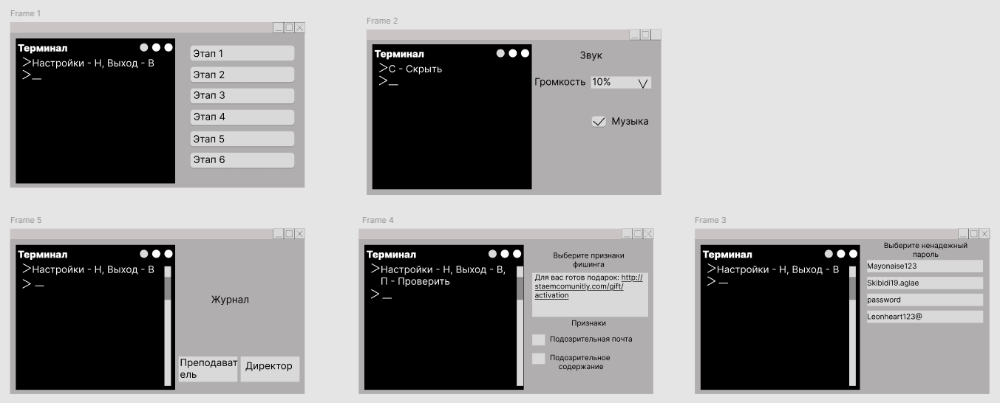 Frame 1
Терминал
>Настройки - Н, Выход - В
>_
Этап 1
Этап 2
Этап 3
Этап 4
Этап 5
Этап 6
Frame 2
Терминал
>С - Скрыть
>_
Звук
Громкость 10%
Музыка
Frame 5
Терминал
>Настройки - Н, Выход - В
>_
Журнал
Преподават
ель
Директор
Frame 4
Терминал
>Настройки - Н, Выход - В,
П - Проверить
>_
Выберите признаки
фишинга
Для вас готов подарок: http://
staemcomunitly.com/gift/
activation
Признаки
Подозрительная почта
Подозрительное
содержание
Frame 3
Терминал
>Настройки - Н, Выход - В
>_
Выберите ненадежный
пароль
Mayonaise123
Skibidi19.aglae
password
Leonheart123@